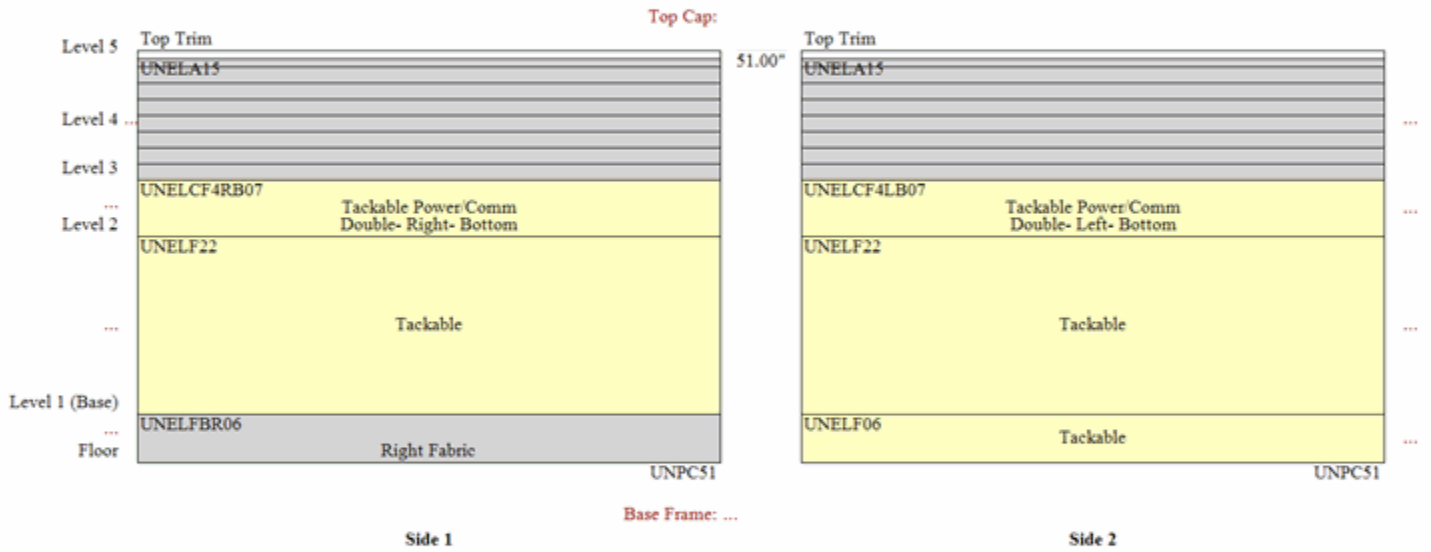 Top Cap:
Level 5
Top Trim
51.00"
Top Trim
UNELA15
UNELA15
Level 4 ...
...
Level 3
UNELCF4RB07
UNELCF4LB07
...
Tackable Power/Comm
Tackable Power/Comm
...
Level 2
Double- Right- Bottom
Double- Left- Bottom
UNELF22
UNELF22
...
Tackable
Tackable
...
Level 1 (Base)
UNELFBR06
UNELF06
...
Tackable
...
Floor
Right Fabric
UNPC51
UNPC51
Base Frame: ...
Side 1
Side 2